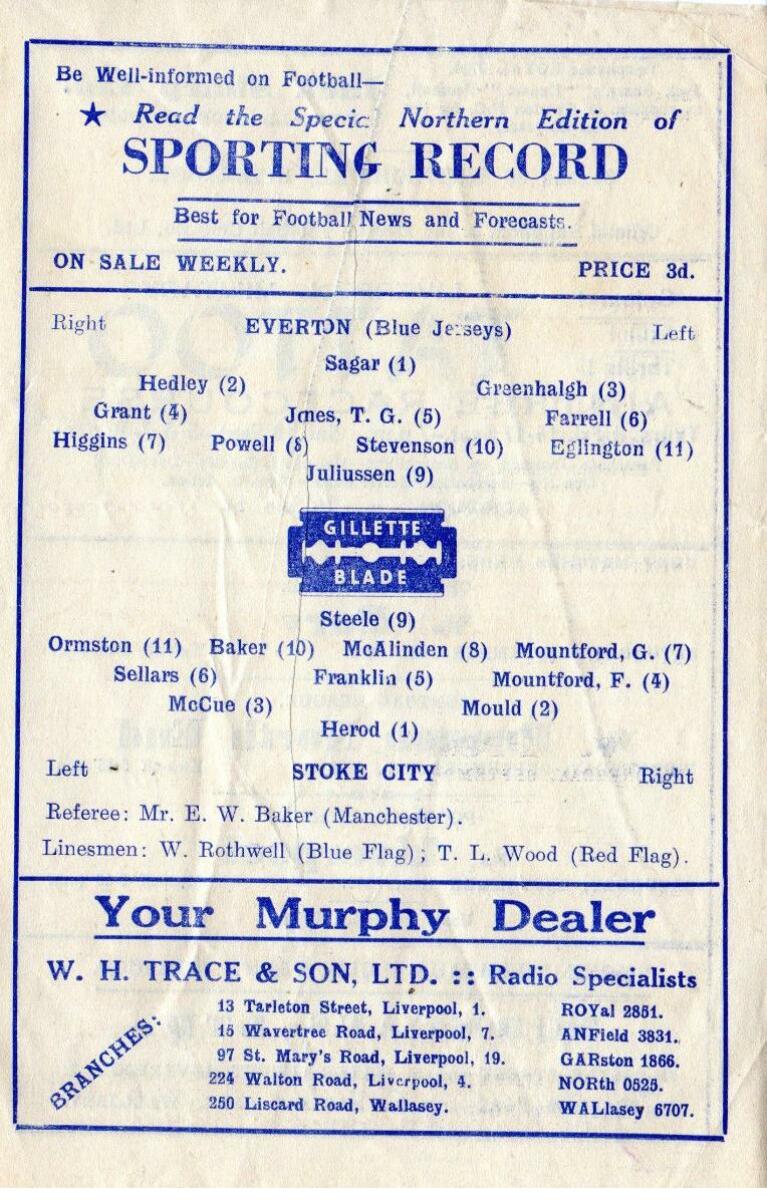 Be Well-informed on Football—
★ Read the Special Northern Edition of
SPORTING RECORD
Best for Football News and Forecasts.
ON SALE WEEKLY. PRICE 3d.
Right EVERTON (Blue Jerseys) Left
Sagar (1)
Hedley (2) Greenhalgh (3)
Grant (4) Jones, T. G. (5) Farrell (6)
Higgins (7) Powell (8) Stevenson (10) Eglington (11)
Juliussen (9)
GILLETTE
BLADE
Steele (9)
Ormston (11) Baker (10) McAlinden (8) Mountford, G. (7)
Sellars (6) Franklin (5) Mountford, F. (4)
McCue (3) Mould (2)
Herod (1)
Left STOKE CITY Right
Referee: Mr. E. W. Baker (Manchester).
Linesmen: W. Rothwell (Blue Flag); T. L. Wood (Red Flag).
Your Murphy Dealer
W. H. TRACE & SON, LTD. :: Radio Specialists
BRANCHES:
13 Tarleton Street, Liverpool, 1. ROYal 2851.
15 Wavertree Road, Liverpool, 7. ANField 3831.
97 St. Mary's Road, Liverpool, 19. GARston 1866.
224 Walton Road, Liverpool, 4. NORth 0525.
250 Liscard Road, Wallasey. WALlasey 6707.